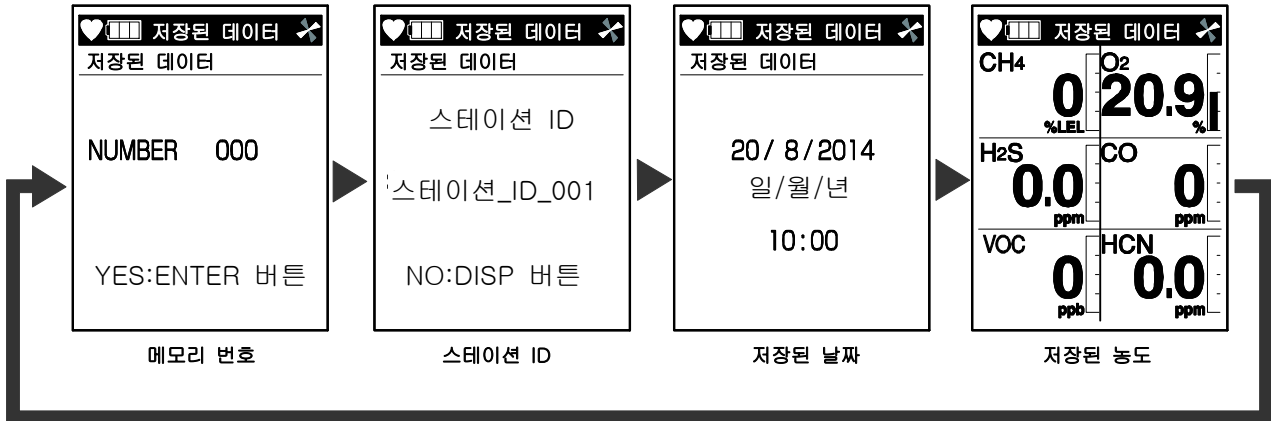 저장된 데이터
저장된 데이터
NUMBER 000
YES:ENTER 버튼
메모리 번호
저장된 데이터
저장된 데이터
스테이션 ID
스테이션_ID_001
NO:DISP 버튼
스테이션 ID
저장된 데이터
저장된 데이터
20/ 8/2014
일/월/년
10:00
저장된 날짜
저장된 데이터
CH4 O2
0 20.9
%LEL %
H2S CO
0.0 0
ppm ppm
VOC HCN
0 0.0
ppb ppm
저장된 농도